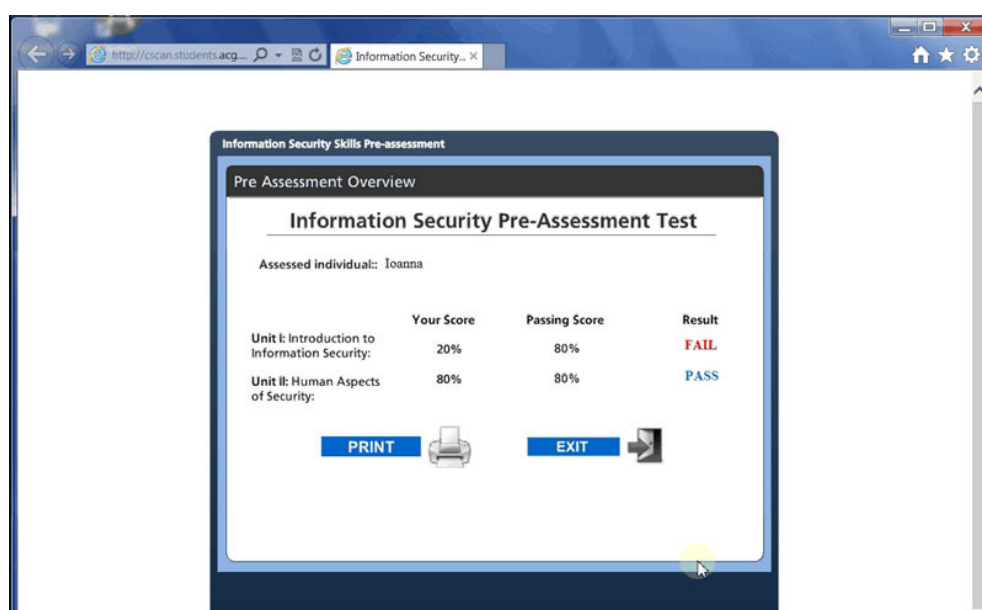 http://cscan.students.acg...
Information Security...
Information Security Skills Pre-assessment
Pre Assessment Overview
Information Security Pre-Assessment Test
Assessed individual:: Ioanna
Your Score Passing Score Result
Unit I: Introduction to
Information Security: 20% 80% FAIL
Unit II: Human Aspects
of Security: 80% 80% PASS
PRINT EXIT